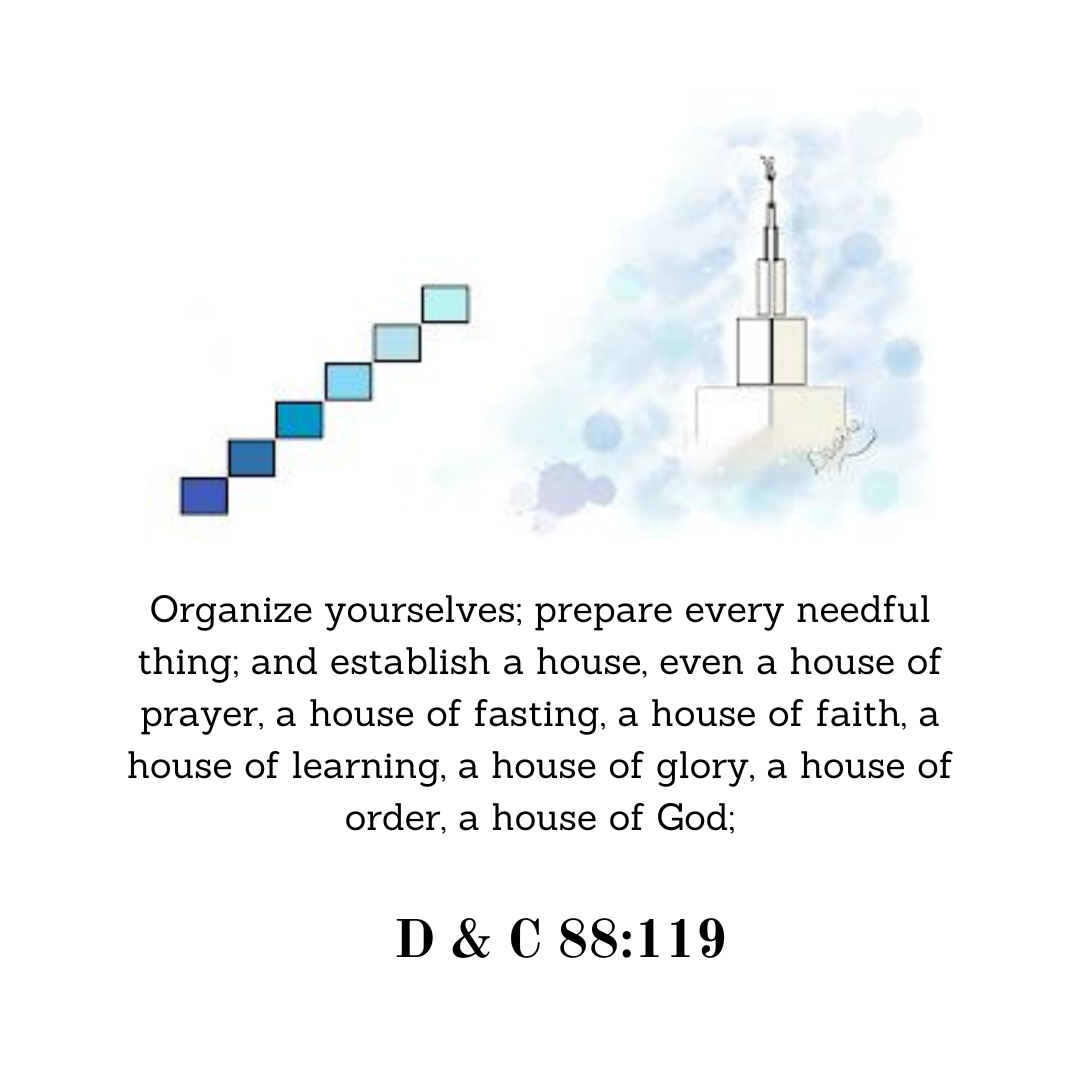 Organize yourselves; prepare every needful
thing; and establish a house, even a house of
prayer, a house of fasting, a house of faith, a
house of learning, a house of glory, a house of
order, a house of God;
D & C 88:119